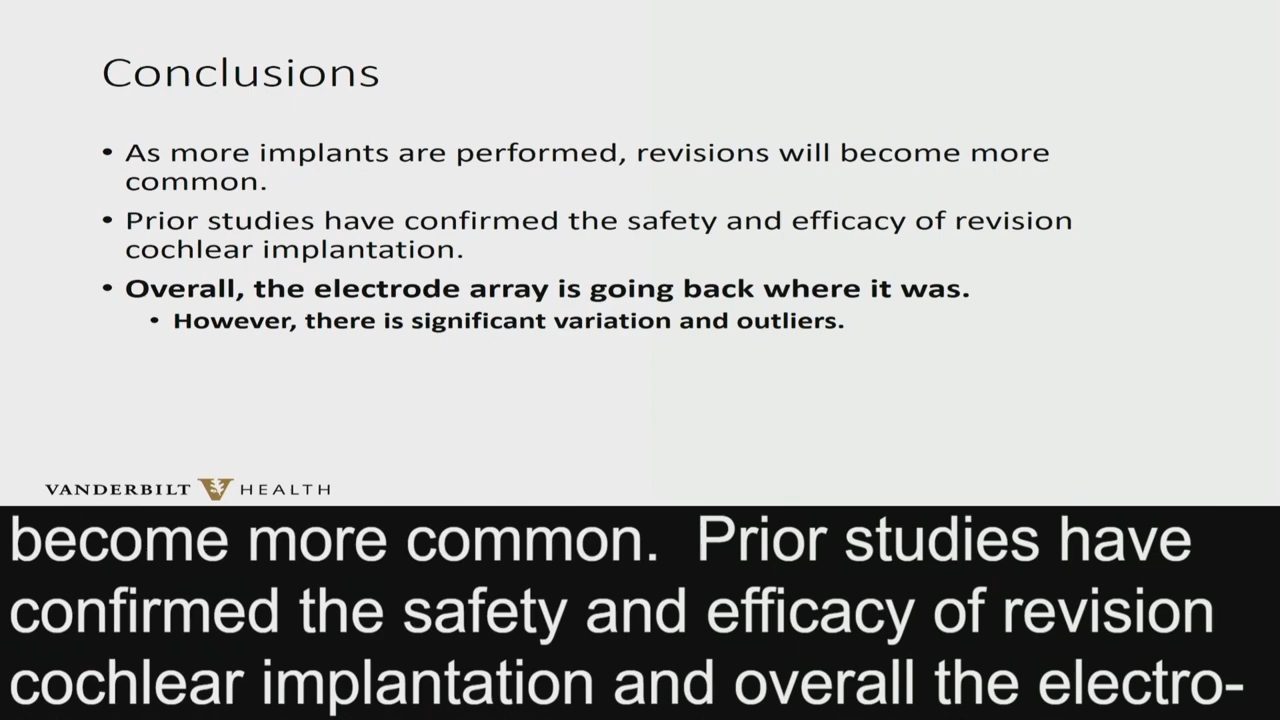 Conclusions
• As more implants are performed, revisions will become more
common.
• Prior studies have confirmed the safety and efficacy of revision
cochlear implantation.
• Overall, the electrode array is going back where it was.
• However, there is significant variation and outliers.
VANDERBILT V HEALTH
become more common.  Prior studies have
confirmed the safety and efficacy of revision
cochlear implantation and overall the electro-